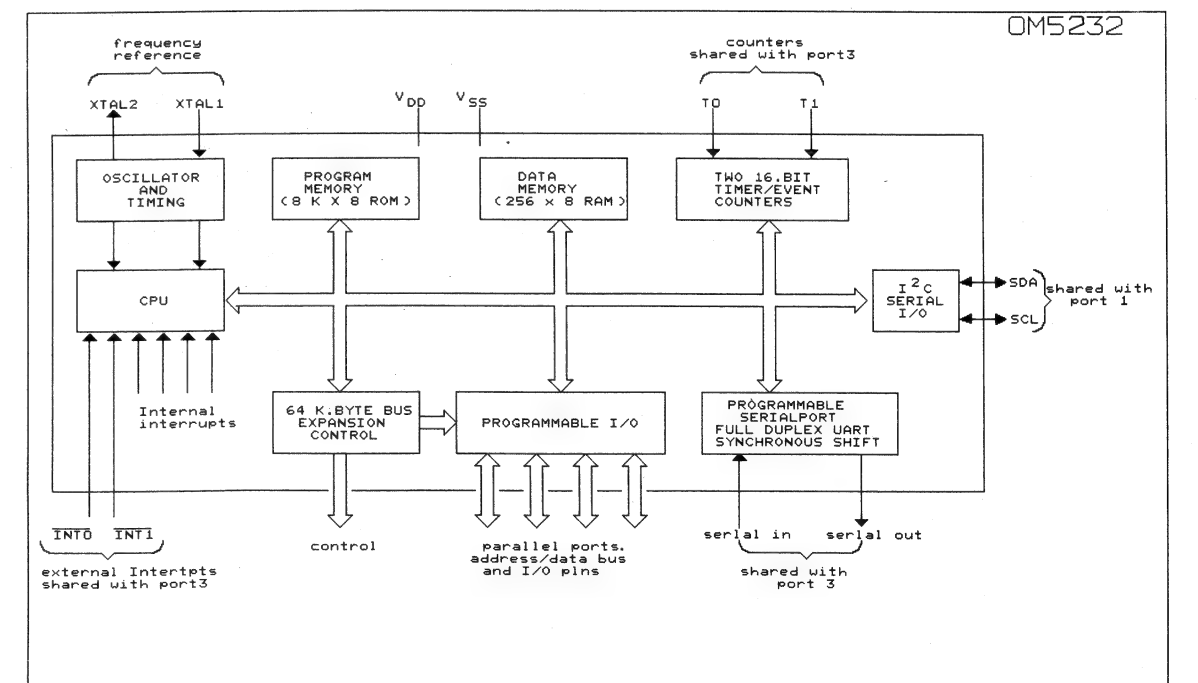 OM5232
frequency
reference
counters
shared with port3
XTAL2
XTAL1
VDD
VSS
T0
T1
OSCILLATOR
AND
TIMING
PROGRAM
MEMORY
(8 K X 8 ROM)
DATA
MEMORY
(256 x 8 RAM)
TWO 16.BIT
TIMER/EVENT
COUNTERS
CPU
I2C
SERIAL
I/O
SDA
SCL
shared with
port 1
Internal
interrupts
64 K.BYTE BUS
EXPANSION
CONTROL
PROGRAMMABLE I/O
PROGRAMMABLE
SERIALPORT
FULL DUPLEX UART
SYNCHRONOUS SHIFT
INT0
INT1
external Intertpts
shared with port3
control
parallel ports.
address/data bus
and I/O plns
serlal in
serlal out
shared with
port 3